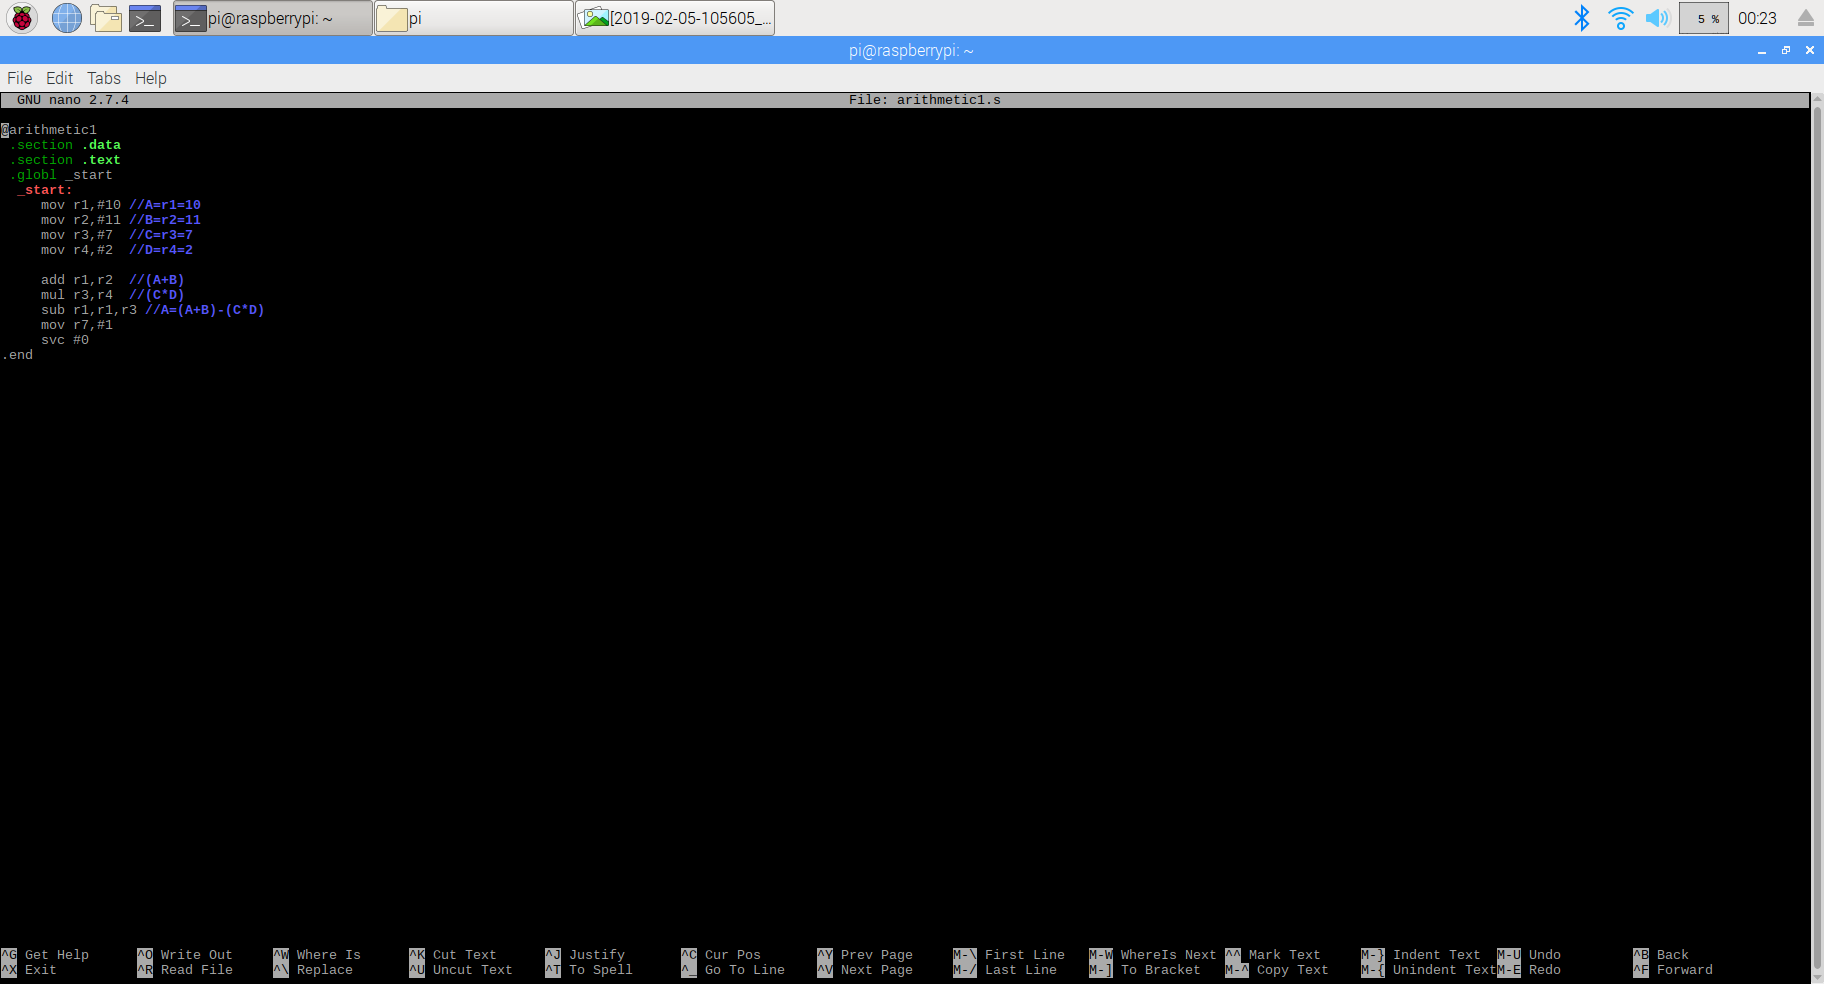 pi@raspberrypi: ~ pi [2019-02-05-105605_... 5 % 00:23
pi@raspberrypi: ~
File Edit Tabs Help
GNU nano 2.7.4 File: arithmetic1.s
@arithmetic1
.section .data
.section .text
.globl _start
_start:
mov r1,#10 //A=r1=10
mov r2,#11 //B=r2=11
mov r3,#7 //C=r3=7
mov r4,#2 //D=r4=2
add r1,r2 //(A+B)
mul r3,r4 //(C*D)
sub r1,r1,r3 //A=(A+B)-(C*D)
mov r7,#1
svc #0
.end
^G Get Help ^O Write Out ^W Where Is ^K Cut Text ^J Justify ^C Cur Pos ^Y Prev Page M-\ First Line M-W WhereIs Next ^^ Mark Text M-} Indent Text M-U Undo ^B Back
^X Exit ^R Read File ^\ Replace ^U Uncut Text ^T To Spell ^_ Go To Line ^V Next Page M-/ Last Line M-] To Bracket M-^ Copy Text M-{ Unindent Text M-E Redo ^F Forward